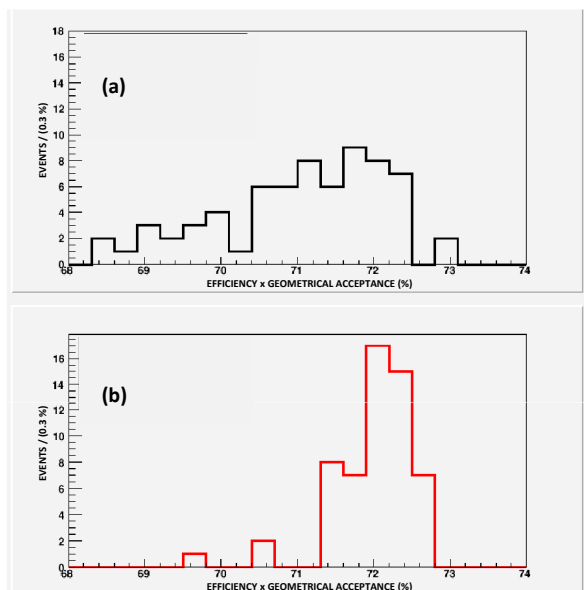 18
16
14
12
10
8
6
4
2
0
EVENTS / (0.3 %)
(a)
68 69 70 71 72 73 74
EFFICIENCY x GEOMETRICAL ACCEPTANCE (%)
16
14
12
10
8
6
4
2
0
EVENTS / (0.3 %)
(b)
68 69 70 71 72 73 74
EFFICIENCY x GEOMETRICAL ACCEPTANCE (%)